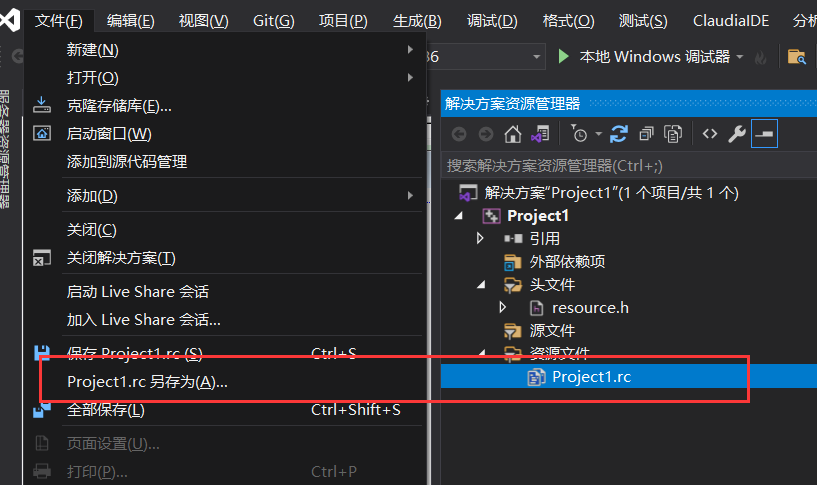 文件(F) 编辑(E) 视图(V) Git(G) 项目(P) 生成(B) 调试(D) 格式(O) 测试(S) ClaudiaIDE 分析
本地 Windows 调试器
服务器资源管理器
新建(N)
打开(O)
克隆存储库(E)...
启动窗口(W)
添加到源代码管理
添加(D)
关闭(C)
关闭解决方案(T)
启动 Live Share 会话
加入 Live Share 会话...
保存 Project1.rc (S) Ctrl+S
Project1.rc 另存为(A)...
全部保存(L) Ctrl+Shift+S
页面设置(U)...
打印(P)... Ctrl+P
解决方案资源管理器
搜索解决方案资源管理器(Ctrl+;)
解决方案"Project1"(1 个项目/共 1 个)
Project1
引用
外部依赖项
头文件
resource.h
源文件
资源文件
Project1.rc